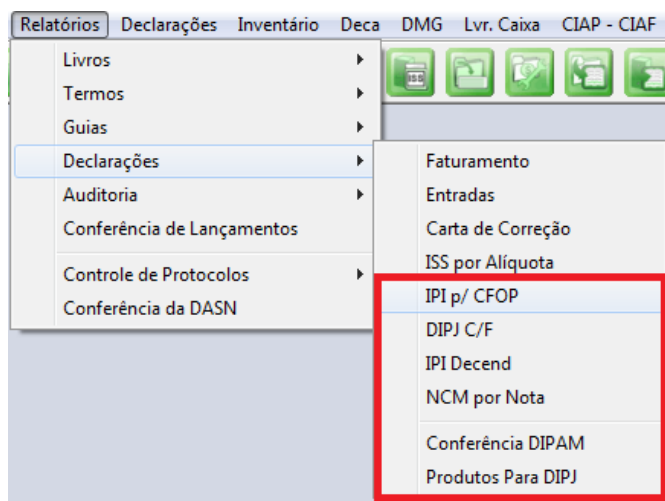 Relatórios Declarações Inventário Deca DMG Lvr. Caixa CIAP - CIAF
Livros
Termos
Guias
Declarações
Auditoria
Conferência de Lançamentos
Controle de Protocolos
Conferência da DASN
ISS
Faturamento
Entradas
Carta de Correção
ISS por Alíquota
IPI p/ CFOP
DIPJ C/F
IPI Decend
NCM por Nota
Conferência DIPAM
Produtos Para DIPJ